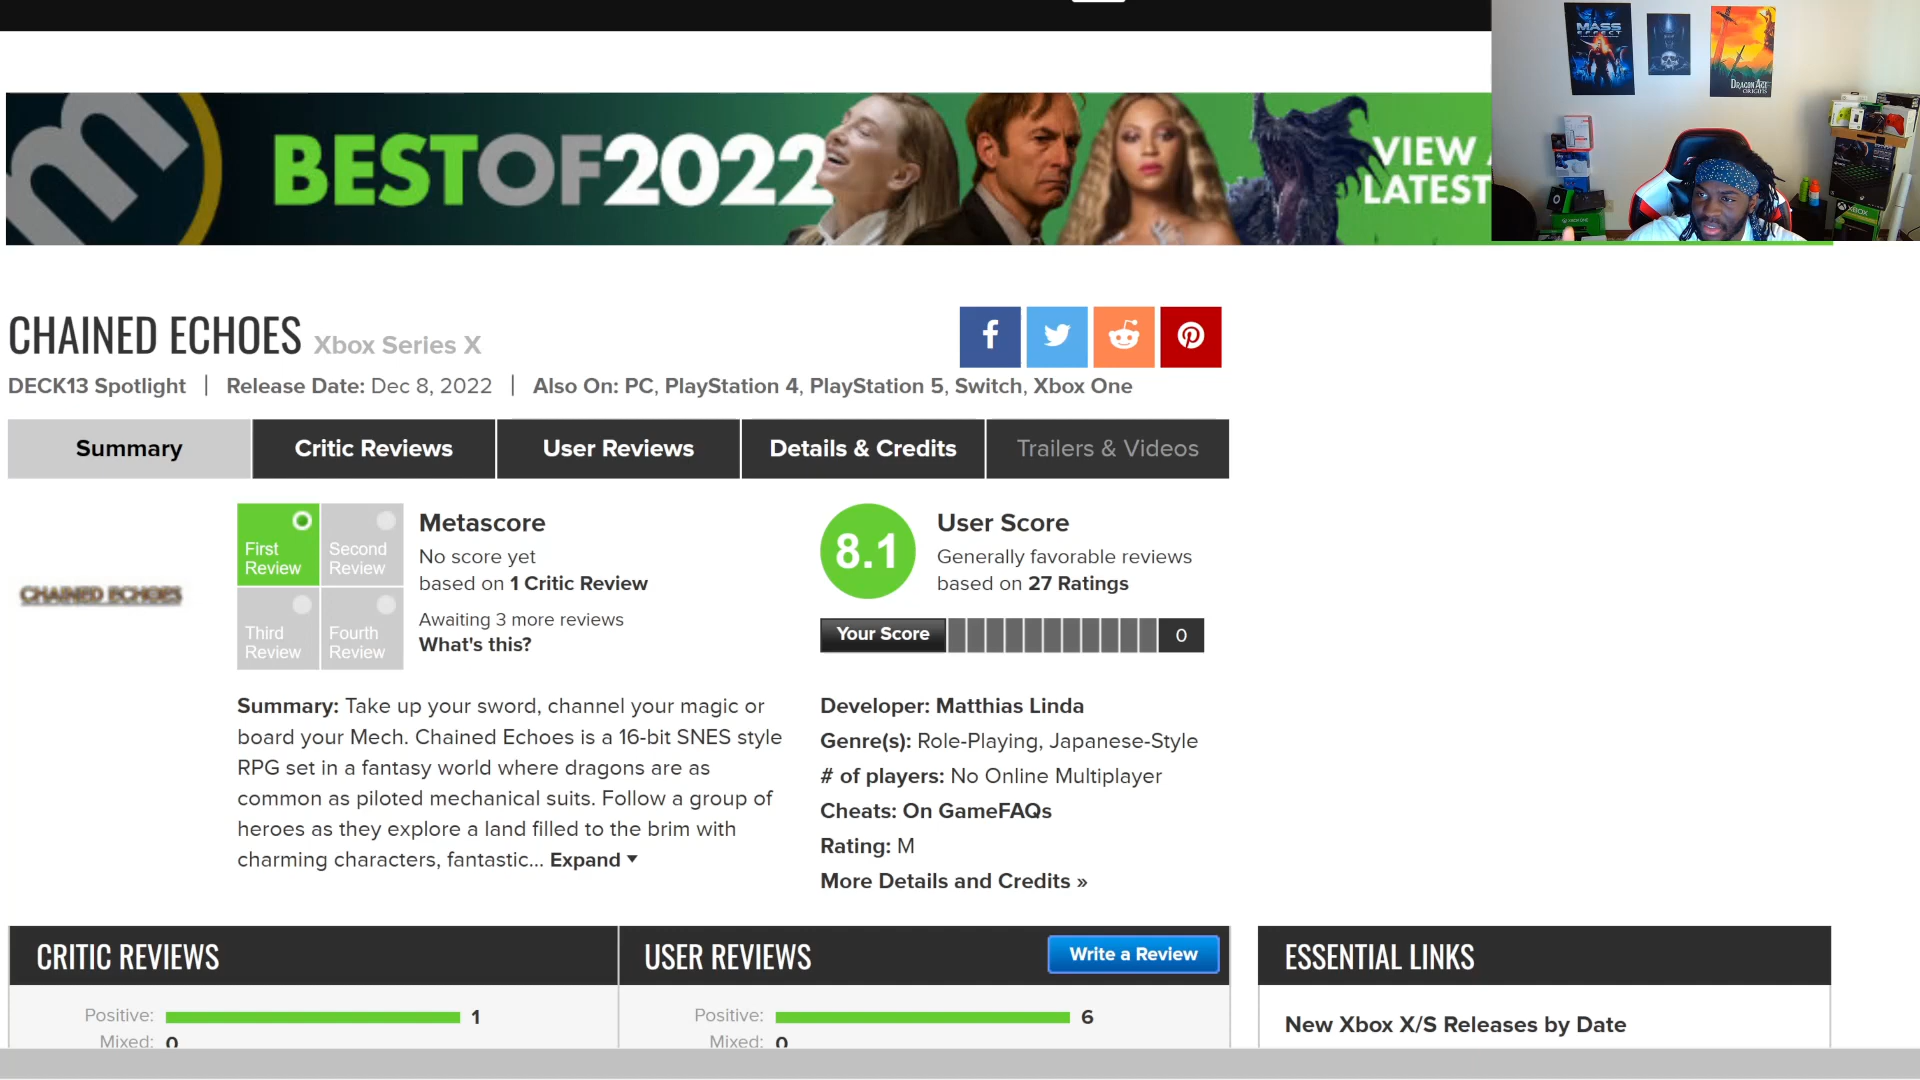 m
BESTOF2022
VIEW
LATEST
MASS
EFFECT
DRAGON AGE
ORIGINS
XBOX
CHAINED ECHOES Xbox Series X
DECK13 Spotlight | Release Date: Dec 8, 2022 | Also On: PC, PlayStation 4, PlayStation 5, Switch, Xbox One
Summary
Critic Reviews
User Reviews
Details & Credits
Trailers & Videos
CHAINED ECHOES
First
Review
Second
Review
Third
Review
Fourth
Review
Metascore
No score yet
based on 1 Critic Review
Awaiting 3 more reviews
What's this?
8.1
User Score
Generally favorable reviews
based on 27 Ratings
Your Score 0
Summary: Take up your sword, channel your magic or
board your Mech. Chained Echoes is a 16-bit SNES style
RPG set in a fantasy world where dragons are as
common as piloted mechanical suits. Follow a group of
heroes as they explore a land filled to the brim with
charming characters, fantastic... Expand
Developer: Matthias Linda
Genre(s): Role-Playing, Japanese-Style
# of players: No Online Multiplayer
Cheats: On GameFAQs
Rating: M
More Details and Credits »
CRITIC REVIEWS
Positive: 1
Mixed: 0
USER REVIEWS
Write a Review
Positive: 6
Mixed: 0
ESSENTIAL LINKS
New Xbox X/S Releases by Date